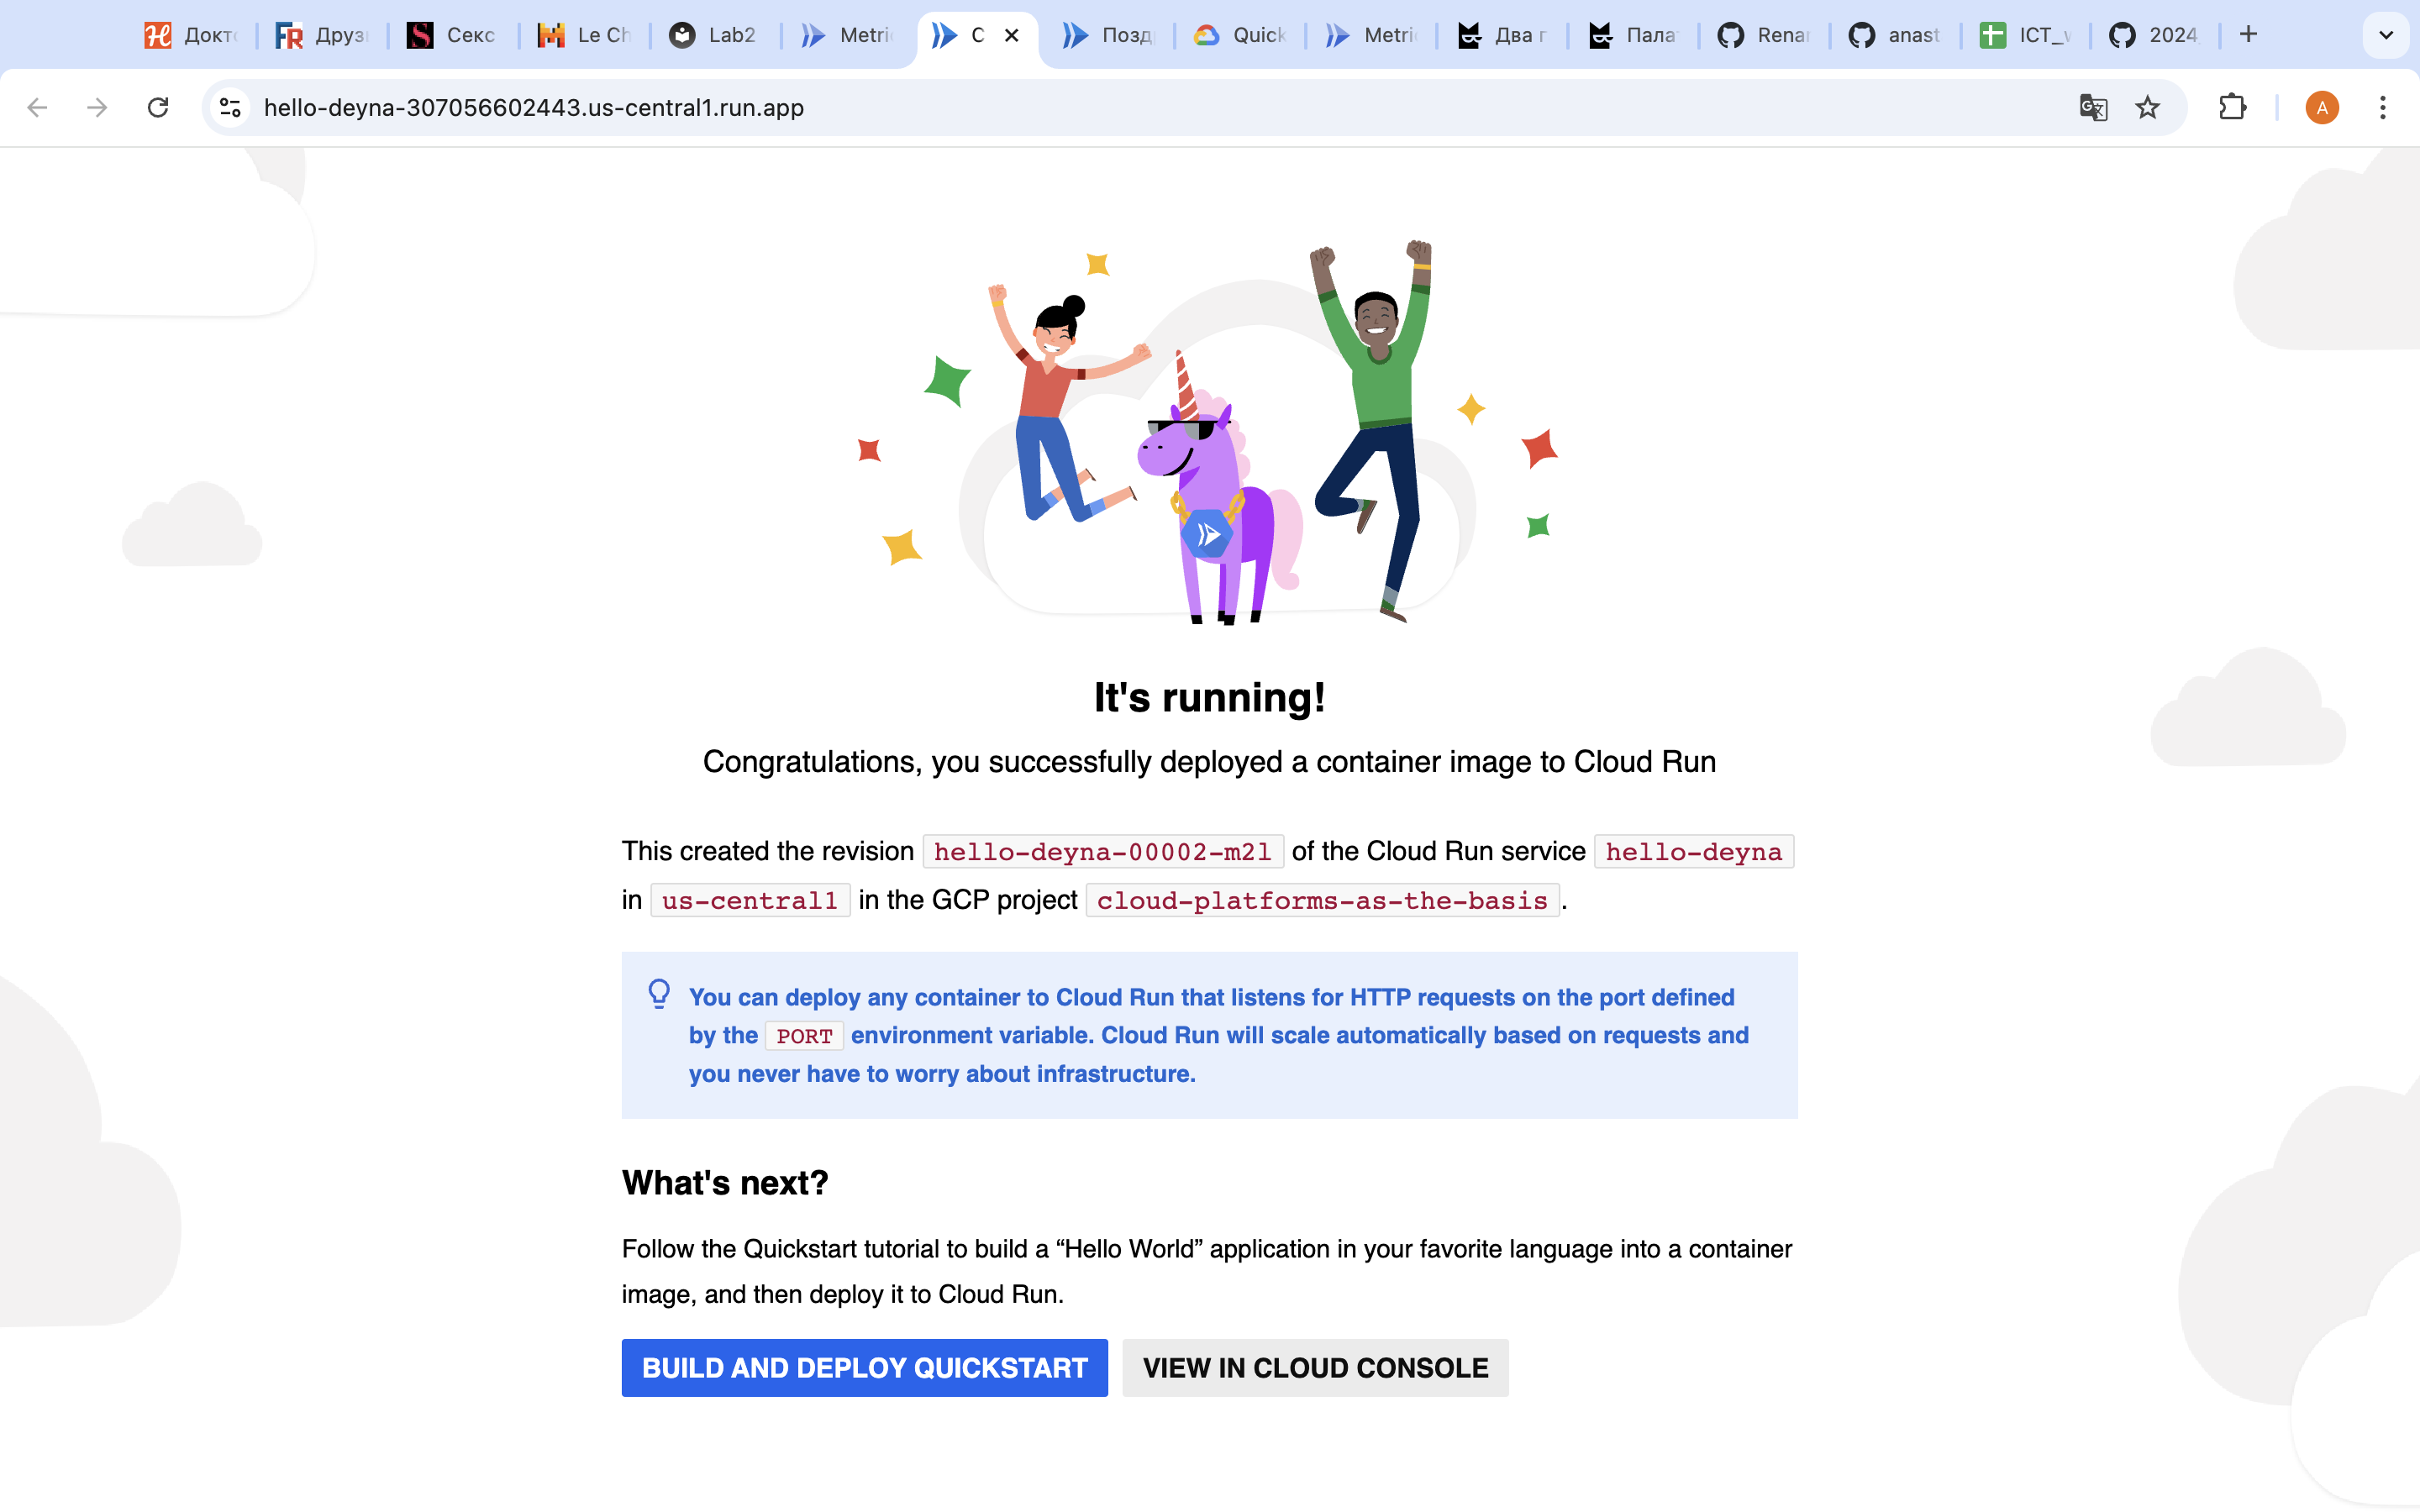 Докт
Друз
Секс
Le Ch
Lab2
Metri
C
Позд
Quick
Metri
Два г
Пала
Rena
anast
ICT_v
2024
hello-deyna-307056602443.us-central1.run.app
A
It's running!
Congratulations, you successfully deployed a container image to Cloud Run
This created the revision hello-deyna-00002-m2l of the Cloud Run service hello-deyna
in us-central1 in the GCP project cloud-platforms-as-the-basis.
You can deploy any container to Cloud Run that listens for HTTP requests on the port defined
by the PORT environment variable. Cloud Run will scale automatically based on requests and
you never have to worry about infrastructure.
What's next?
Follow the Quickstart tutorial to build a “Hello World” application in your favorite language into a container
image, and then deploy it to Cloud Run.
BUILD AND DEPLOY QUICKSTART
VIEW IN CLOUD CONSOLE